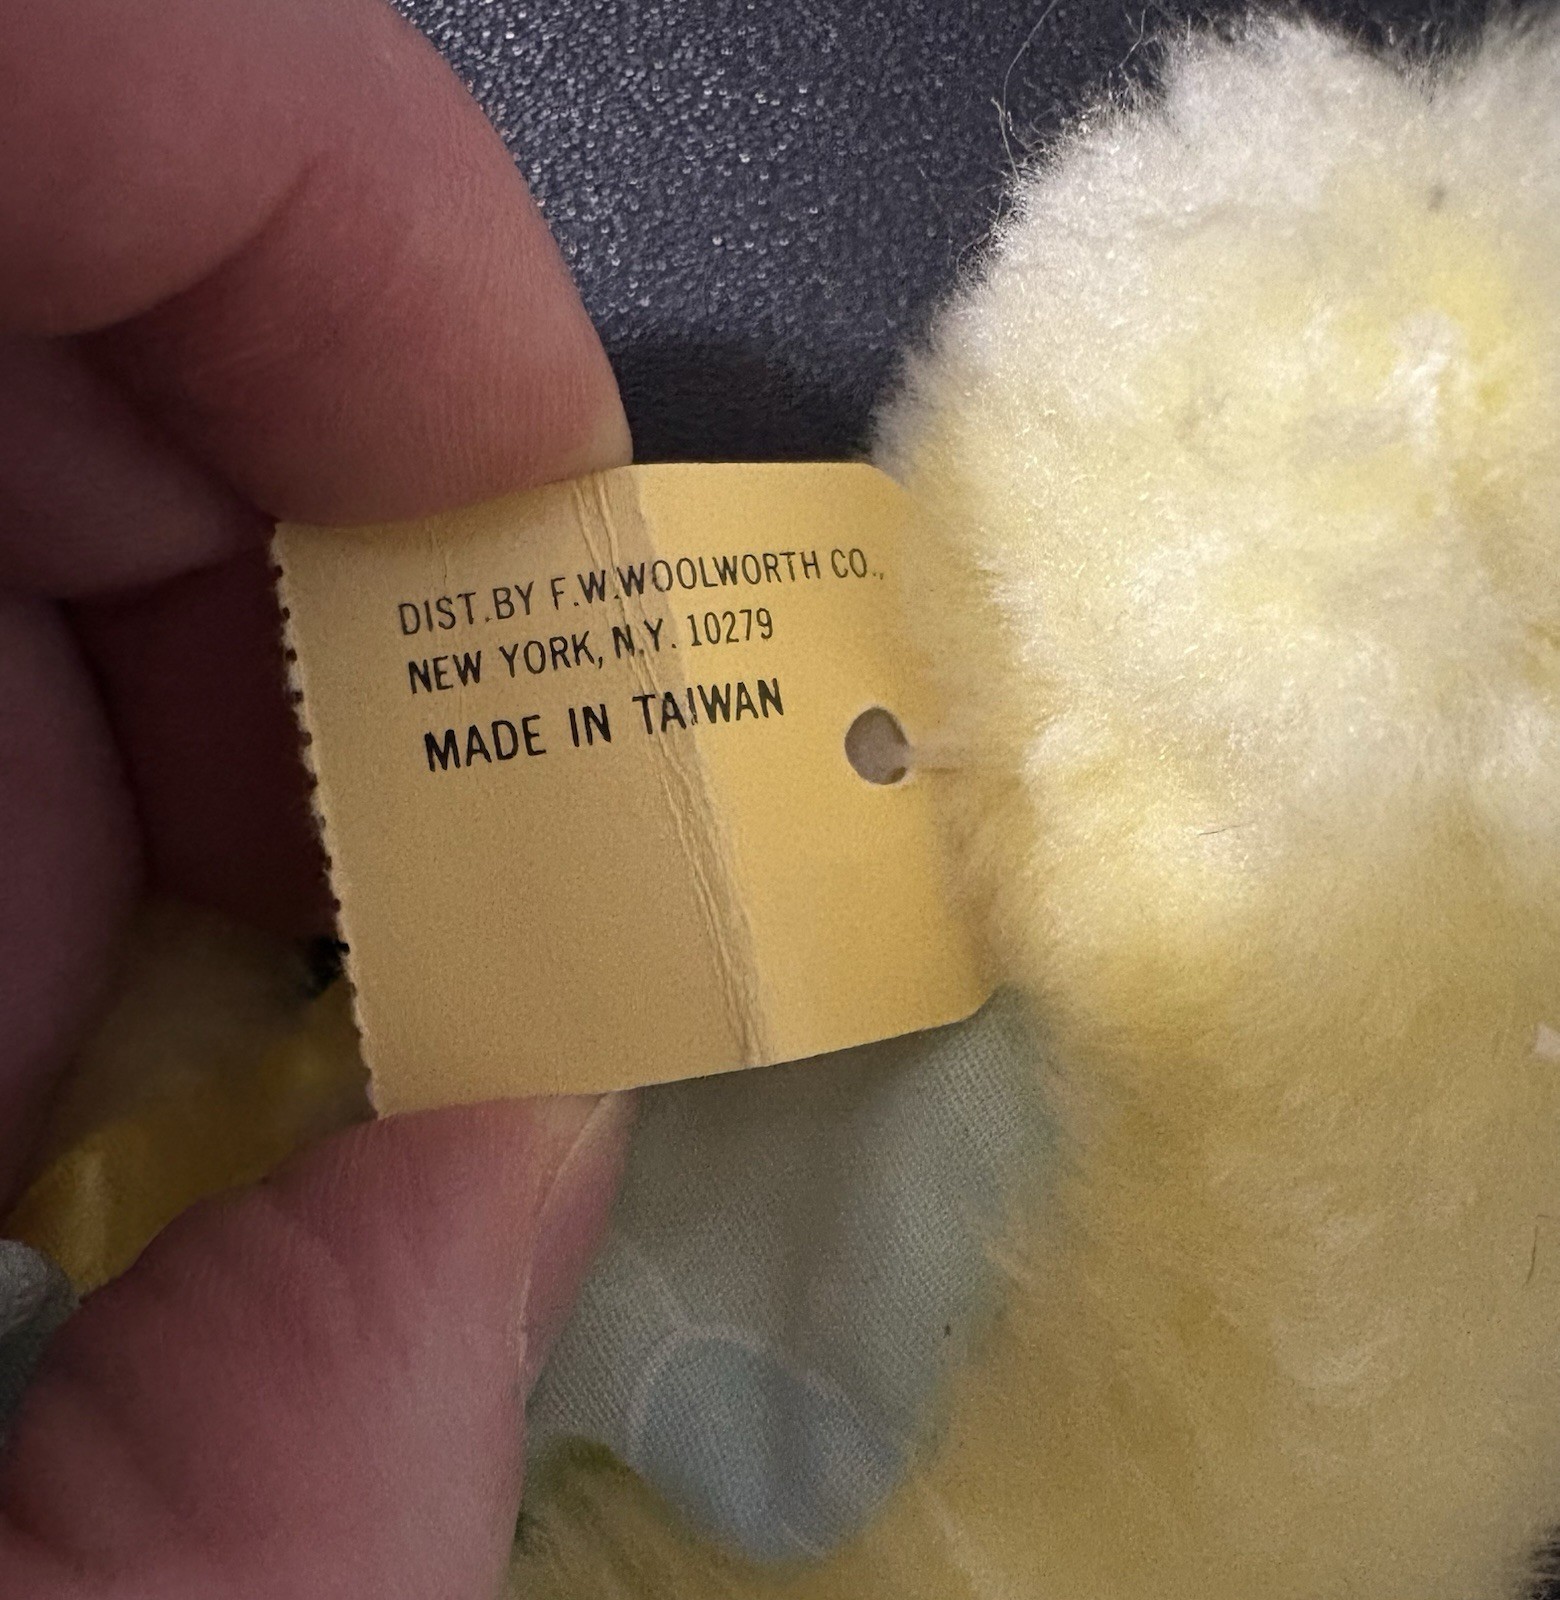 DIST.BY F.W.WOOLWORTH CO.,
NEW YORK, N.Y. 10279
MADE IN TAIWAN